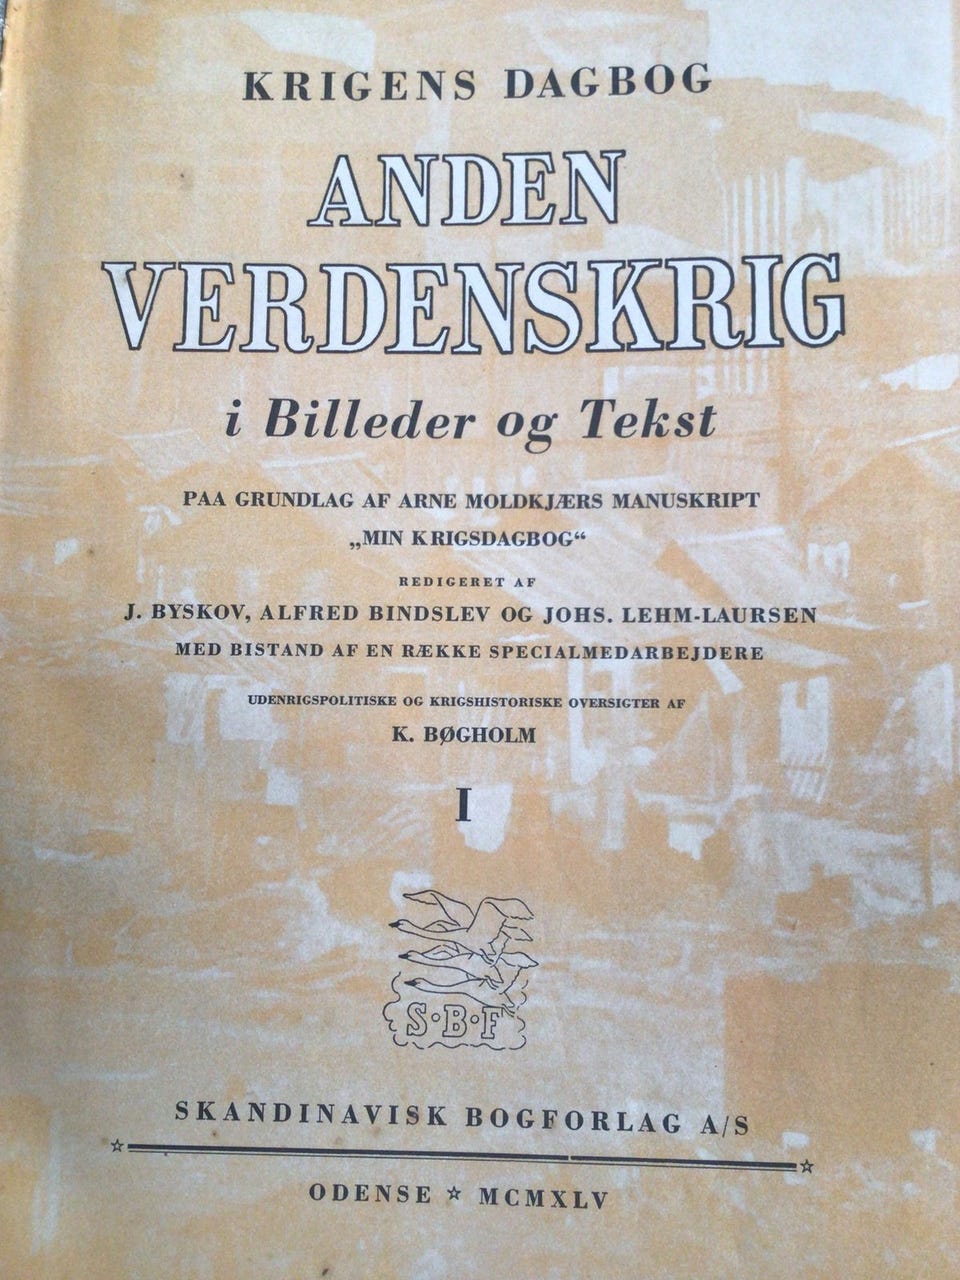 KRIGENS DAGBOG
ANDEN
VERDENSKRIG
i Billeder og Tekst
PAA GRUNDLAG AF ARNE MOLDKJÆRS MANUSKRIPT
„MIN KRIGSDAGBOG“
REDIGERET AF
J. BYSKOV, ALFRED BINDSLEV OG JOHS. LEHM-LAURSEN
MED BISTAND AF EN RÆKKE SPECIALMEDARBEJDERE
UDENRIGSPOLITISKE OG KRIGSHISTORISKE OVERSIGTER AF
K. BØGHOLM
I
S·B·F
SKANDINAVISK BOGFORLAG A/S
ODENSE ☆ MCMXLV